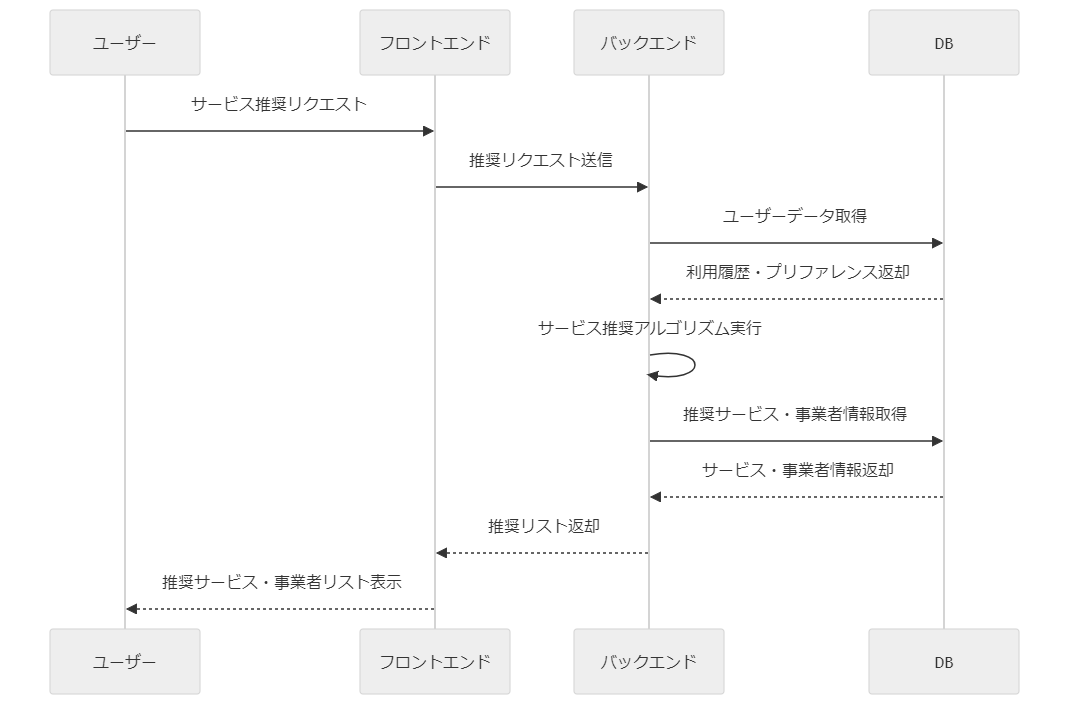 ユーザー
フロントエンド
バックエンド
DB
サービス推奨リクエスト
推奨リクエスト送信
ユーザーデータ取得
利用履歴・プリファレンス返却
サービス推奨アルゴリズム実行
推奨サービス・事業者情報取得
サービス・事業者情報返却
推奨リスト返却
推奨サービス・事業者リスト表示
ユーザー
フロントエンド
バックエンド
DB